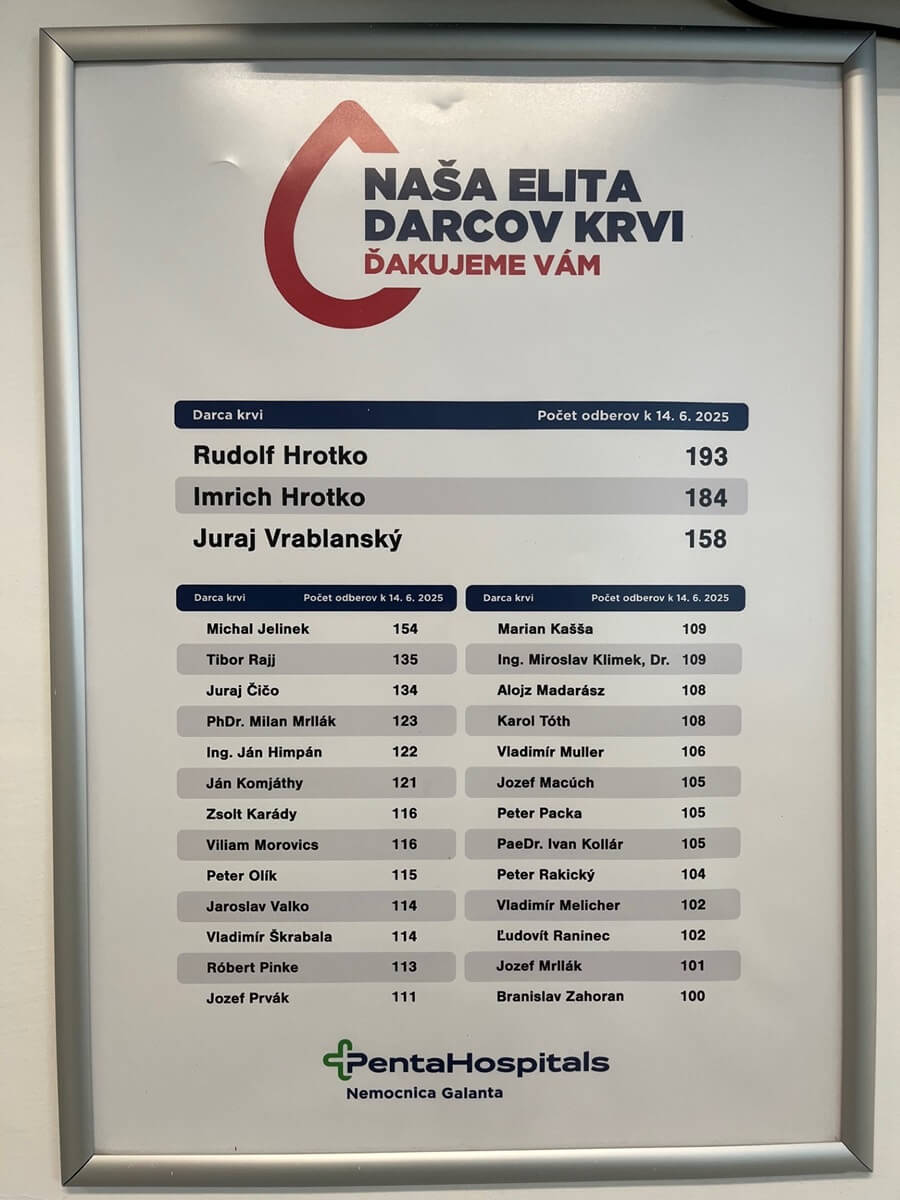 NAŠA ELITA
DARCOV KRVI
ĎAKUJEME VÁM
Darca krvi Počet odberov k 14. 6. 2025
Rudolf Hrotko 193
Imrich Hrotko 184
Juraj Vrablanský 158
Darca krvi Počet odberov k 14. 6. 2025
Michal Jelinek 154
Tibor Rajj 135
Juraj Čičo 134
PhDr. Milan Mrllák 123
Ing. Ján Himpán 122
Ján Komjáthy 121
Zsolt Karády 116
Viliam Morovics 116
Peter Olík 115
Jaroslav Valko 114
Vladimír Škrabala 114
Róbert Pinke 113
Jozef Prvák 111
Darca krvi Počet odberov k 14. 6. 2025
Marian Kašša 109
Ing. Miroslav Klimek, Dr. 109
Alojz Madarász 108
Karol Tóth 108
Vladimír Muller 106
Jozef Macúch 105
Peter Packa 105
PaeDr. Ivan Kollár 105
Peter Rakický 104
Vladimír Melicher 102
Ľudovít Raninec 102
Jozef Mrllák 101
Branislav Zahoran 100
PentaHospitals
Nemocnica Galanta